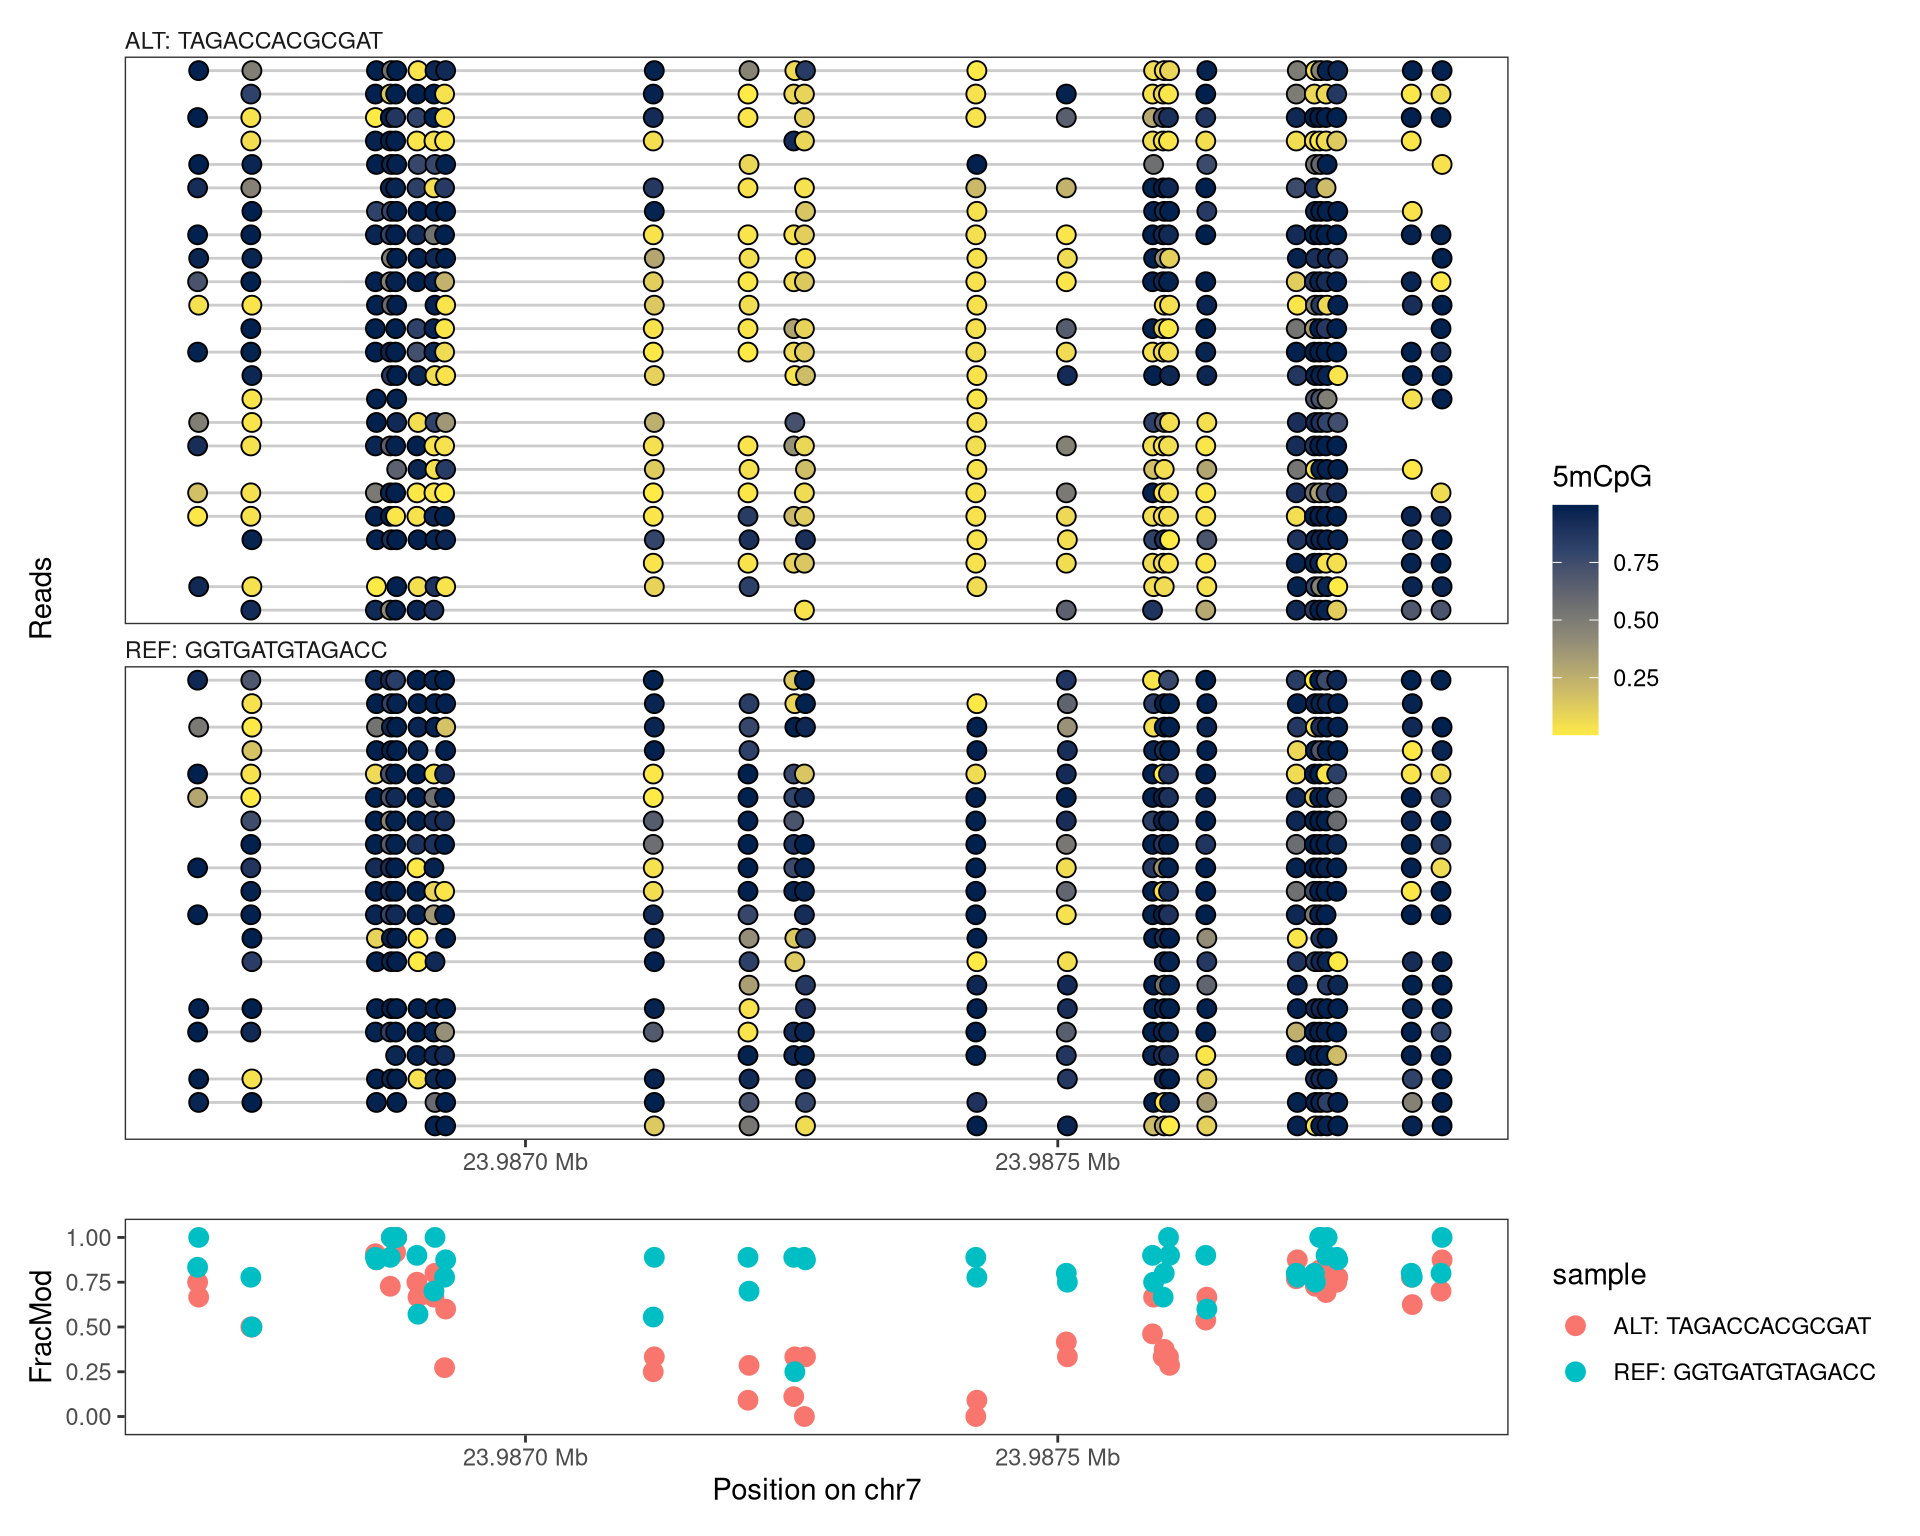 ALT: TAGACCACGCGAT
Reads
REF: GGTGATGTAGACC
5mCpG
0.75
0.50
0.25
23.9870 Mb 23.9875 Mb
FracMod
1.00
0.75
0.50
0.25
0.00
23.9870 Mb 23.9875 Mb
Position on chr7
sample
ALT: TAGACCACGCGAT
REF: GGTGATGTAGACC